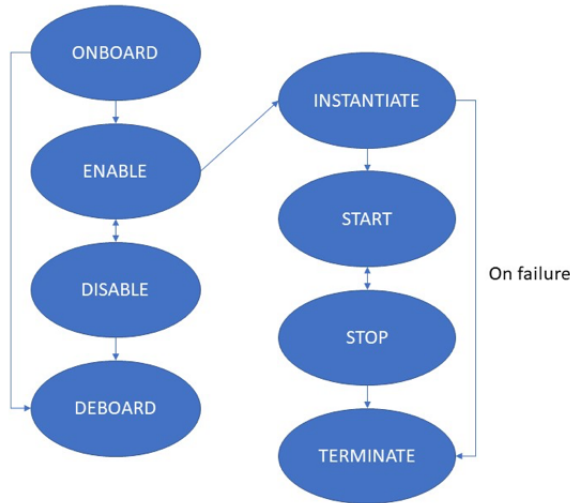 ONBOARD
ENABLE
DISABLE
DEBOARD
INSTANTIATE
START
STOP
TERMINATE
On failure